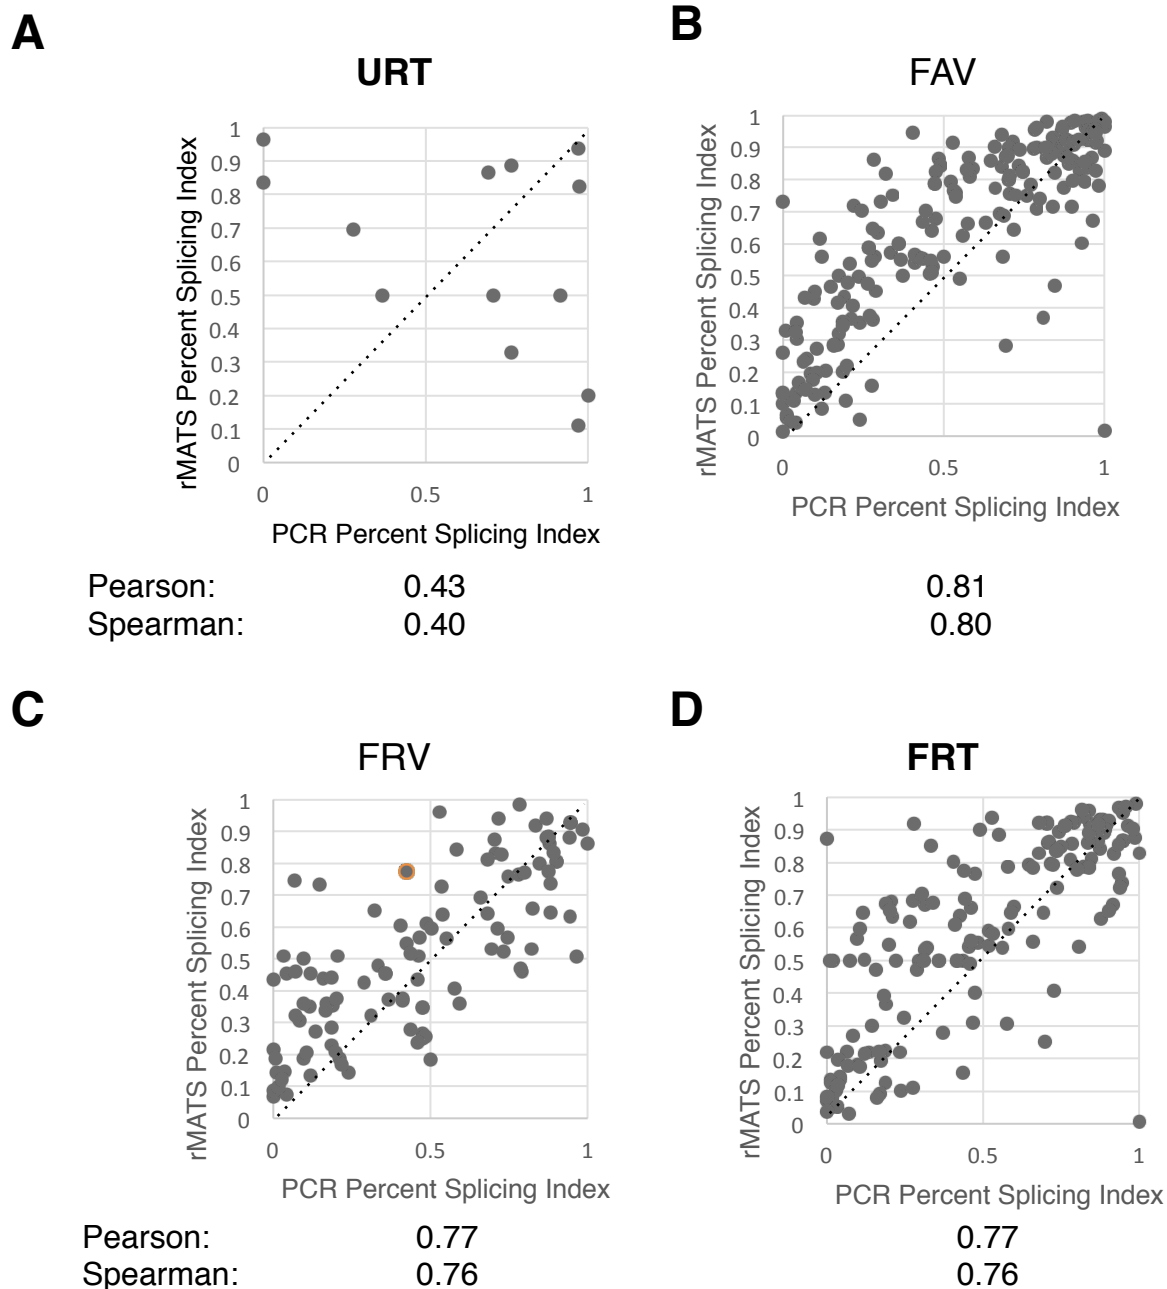 A
URT
rMATS Percent Splicing Index
1
0.9
0.8
0.7
0.6
0.5
0.4
0.3
0.2
0.1
0
0 0.5 1
PCR Percent Splicing Index
B
FAV
rMATS Percent Splicing Index
1
0.9
0.8
0.7
0.6
0.5
0.4
0.3
0.2
0.1
0
0 0.5 1
PCR Percent Splicing Index
Pearson: 0.43 0.81
Spearman: 0.40 0.80
C
FRV
rMATS Percent Splicing Index
1
0.9
0.8
0.7
0.6
0.5
0.4
0.3
0.2
0.1
0
0 0.5 1
PCR Percent Splicing Index
D
FRT
rMATS Percent Splicing Index
1
0.9
0.8
0.7
0.6
0.5
0.4
0.3
0.2
0.1
0
0 0.5 1
PCR Percent Splicing Index
Pearson: 0.77 0.77
Spearman: 0.76 0.76